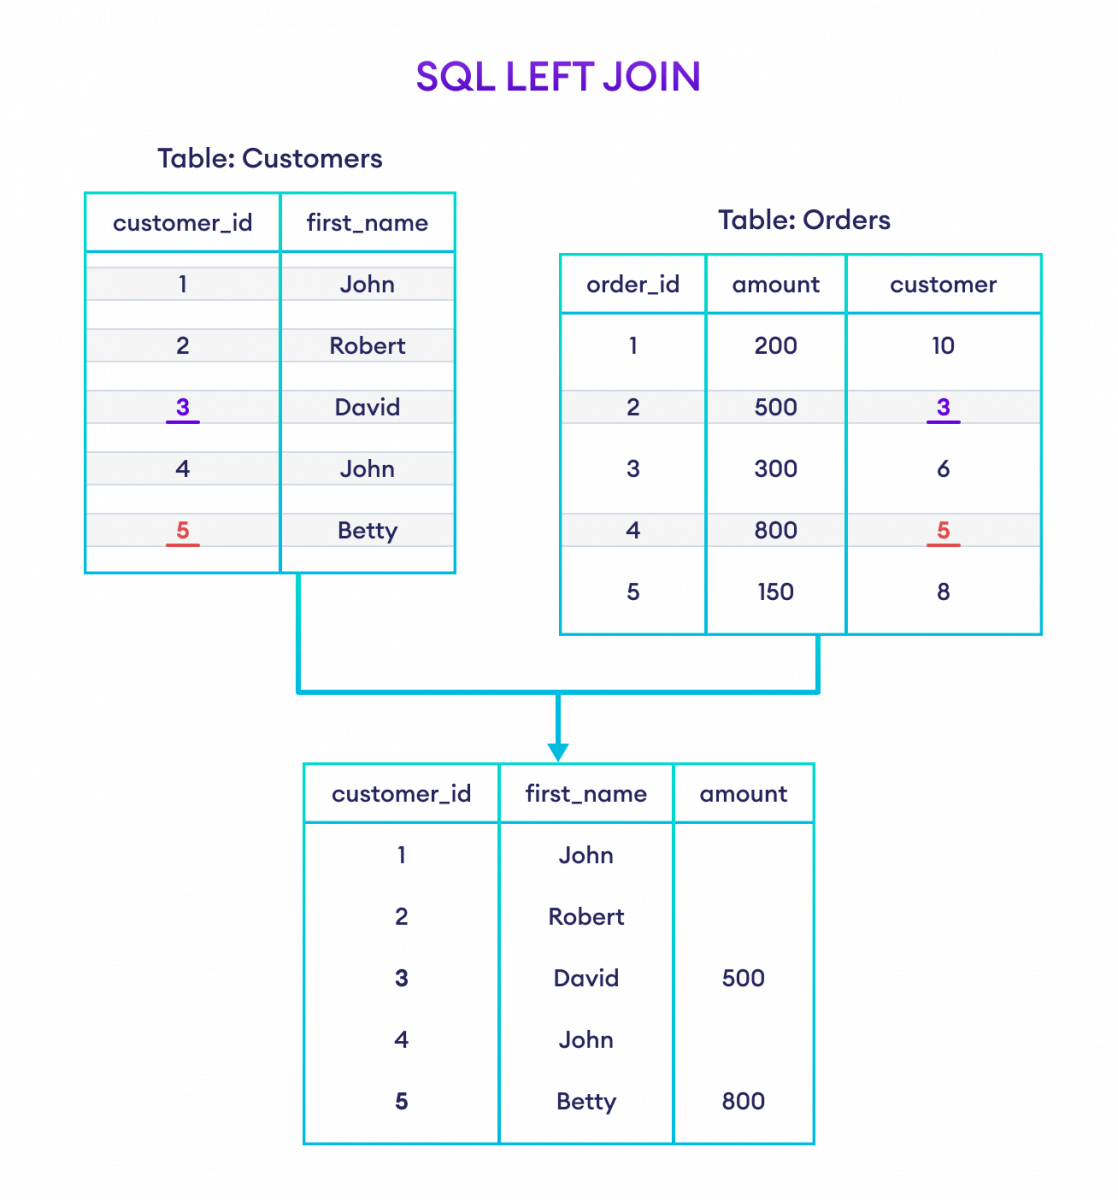 SQL LEFT JOIN
Table: Customers
customer_id first_name
1 John
2 Robert
3 David
4 John
5 Betty
Table: Orders
order_id amount customer
1 200 10
2 500 3
3 300 6
4 800 5
5 150 8
customer_id first_name amount
1 John
2 Robert
3 David 500
4 John
5 Betty 800